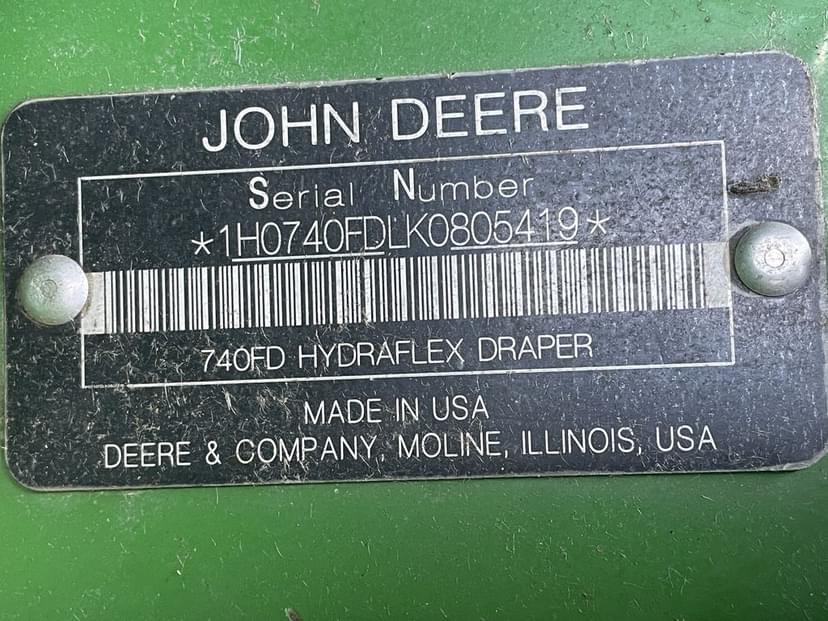 JOHN DEERE
Serial Number
*1H0740FDLK0805419*
740FD HYDRAFLEX DRAPER
MADE IN USA
DEERE & COMPANY, MOLINE, ILLINOIS, USA